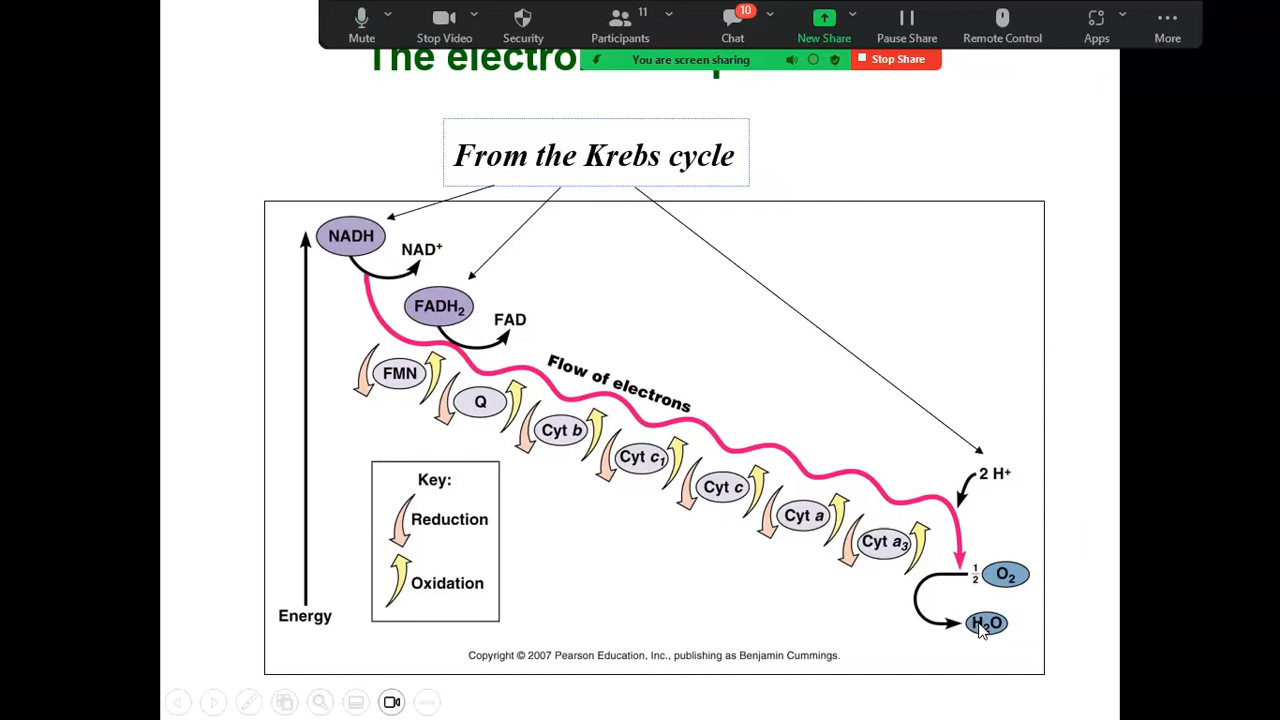 11
10
Mute
Stop Video
Security
Participants
Chat
New Share
Pause Share
Remote Control
Apps
More
You are screen sharing
Stop Share
The electro
From the Krebs cycle
NADH
NAD+
FADH2
FAD
Flow of electrons
FMN
Q
Cyt b
Cyt c1
Cyt c
Cyt a
Cyt a3
2 H+
1/2 O2
H2O
Key:
Reduction
Oxidation
Energy
Copyright © 2007 Pearson Education, Inc., publishing as Benjamin Cummings.